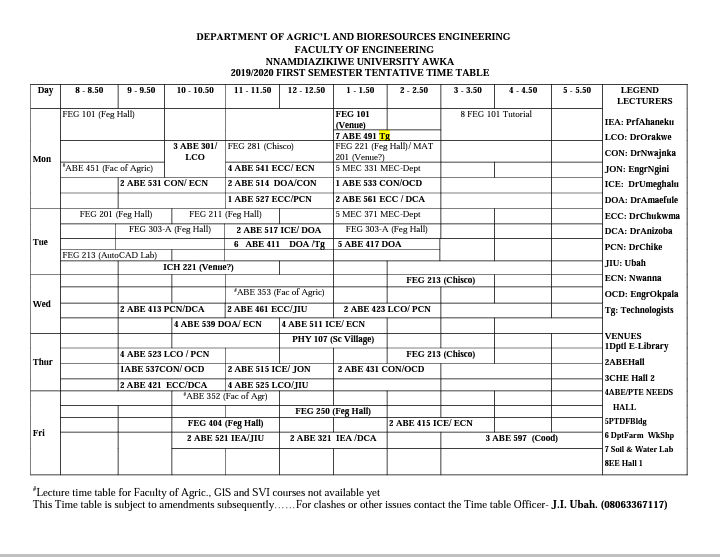 DEPARTMENT OF AGRIC'L AND BIORESOURCES ENGINEERING
FACULTY OF ENGINEERING
NNAMDIAZIKIWE UNIVERSITY AWKA
2019/2020 FIRST SEMESTER TENTATIVE TIME TABLE
Day 8 - 8.50 9 - 9.50 10 - 10.50 11 - 11.50 12 - 12.50 1 - 1.50 2 - 2.50 3 - 3.50 4 - 4.50 5 - 5.50
Mon
FEG 101 (Feg Hall) FEG 101 (Venue) 8 FEG 101 Tutorial
7 ABE 491 Tg
3 ABE 301/ LCO FEG 281 (Chisco) FEG 221 (Feg Hall)/ MAT 201 (Venue?)
#ABE 451 (Fac of Agric) 4 ABE 541 ECC/ ECN 5 MEC 331 MEC-Dept
2 ABE 531 CON/ ECN 2 ABE 514 DOA/CON 1 ABE 533 CON/OCD
1 ABE 527 ECC/PCN 2 ABE 561 ECC / DCA
Tue
FEG 201 (Feg Hall) FEG 211 (Feg Hall) 5 MEC 371 MEC-Dept
FEG 303-A (Feg Hall) 2 ABE 517 ICE/ DOA FEG 303-A (Feg Hall)
6 ABE 411 DOA /Tg 5 ABE 417 DOA
FEG 213 (AutoCAD Lab)
ICH 221 (Venue?)
Wed
FEG 213 (Chisco)
#ABE 353 (Fac of Agric)
2 ABE 413 PCN/DCA 2 ABE 461 ECC/JIU 2 ABE 423 LCO/ PCN
4 ABE 539 DOA/ ECN 4 ABE 511 ICE/ ECN
Thur
PHY 107 (Sc Village)
4 ABE 523 LCO / PCN FEG 213 (Chisco)
1ABE 537CON/ OCD 2 ABE 515 ICE/ JON 2 ABE 431 CON/OCD
2 ABE 421 ECC/DCA 4 ABE 525 LCO/JIU
Fri
#ABE 352 (Fac of Agr)
FEG 250 (Feg Hall)
FEG 404 (Feg Hall) 2 ABE 415 ICE/ ECN
2 ABE 521 IEA/JIU 2 ABE 321 IEA /DCA 3 ABE 597 (Cood)
LEGEND
LECTURERS
IEA: PrfAhaneku
LCO: DrOrakwe
CON: DrNwajnka
JON: EngrNgini
ICE: DrUmeghalu
DOA: DrAmaefule
ECC: DrChukwma
DCA: DrAnizoba
PCN: DrChike
JIU: Ubah
ECN: Nwanna
OCD: EngrOkpala
Tg: Technologists
VENUES
1Dptl E-Library
2ABEHall
3CHE Hall 2
4ABE/PTE NEEDS
HALL
5PTDFBldg
6 DptFarm WkShp
7 Soil & Water Lab
8EE Hall 1
#Lecture time table for Faculty of Agric., GIS and SVI courses not available yet
This Time table is subject to amendments subsequently……For clashes or other issues contact the Time table Officer- J.I. Ubah. (08063367117)